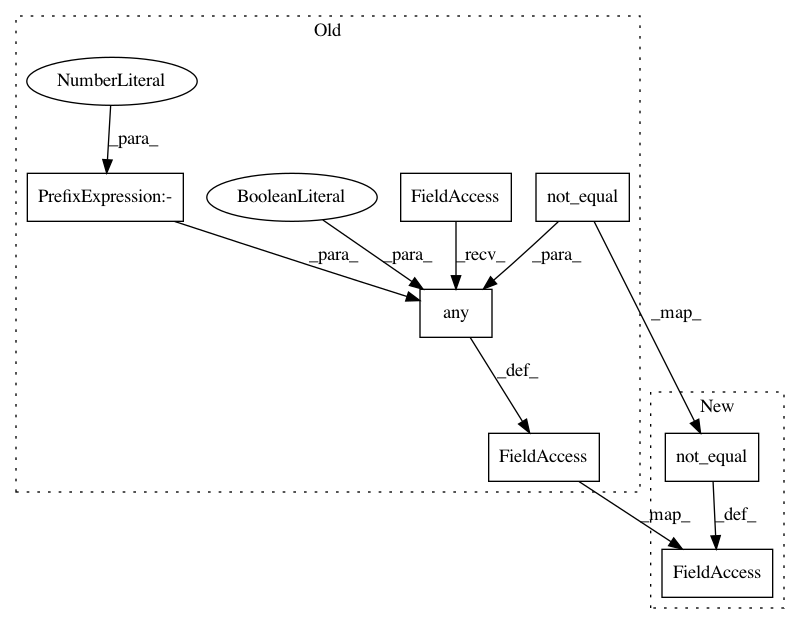 Old
NumberLiteral
_para_
PrefixExpression:-
BooleanLiteral
FieldAccess
not_equal
_para_
_para_
_recv_
_para_
any
_map_
_def_
New
FieldAccess
not_equal
_map_
_def_
FieldAccess